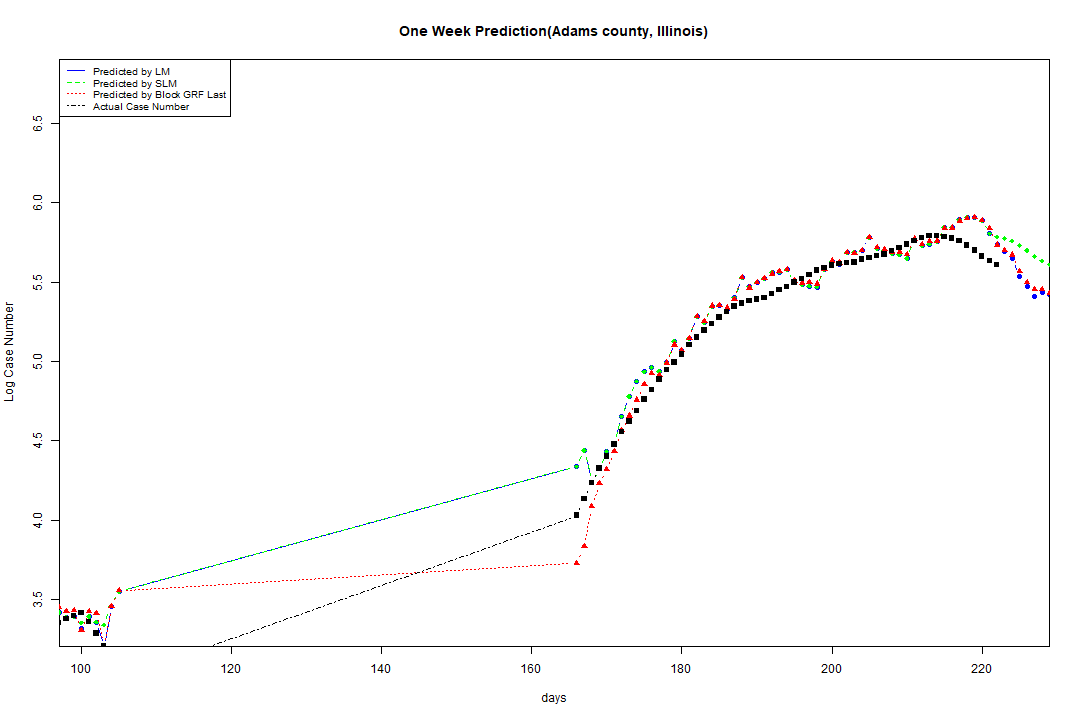 One Week Prediction(Adams county, Illinois)
Predicted by LM
Predicted by SLM
Predicted by Block GRF Last
Actual Case Number
6.5
6.0
5.5
5.0
4.5
4.0
3.5
Log Case Number
100 120 140 160 180 200 220
days